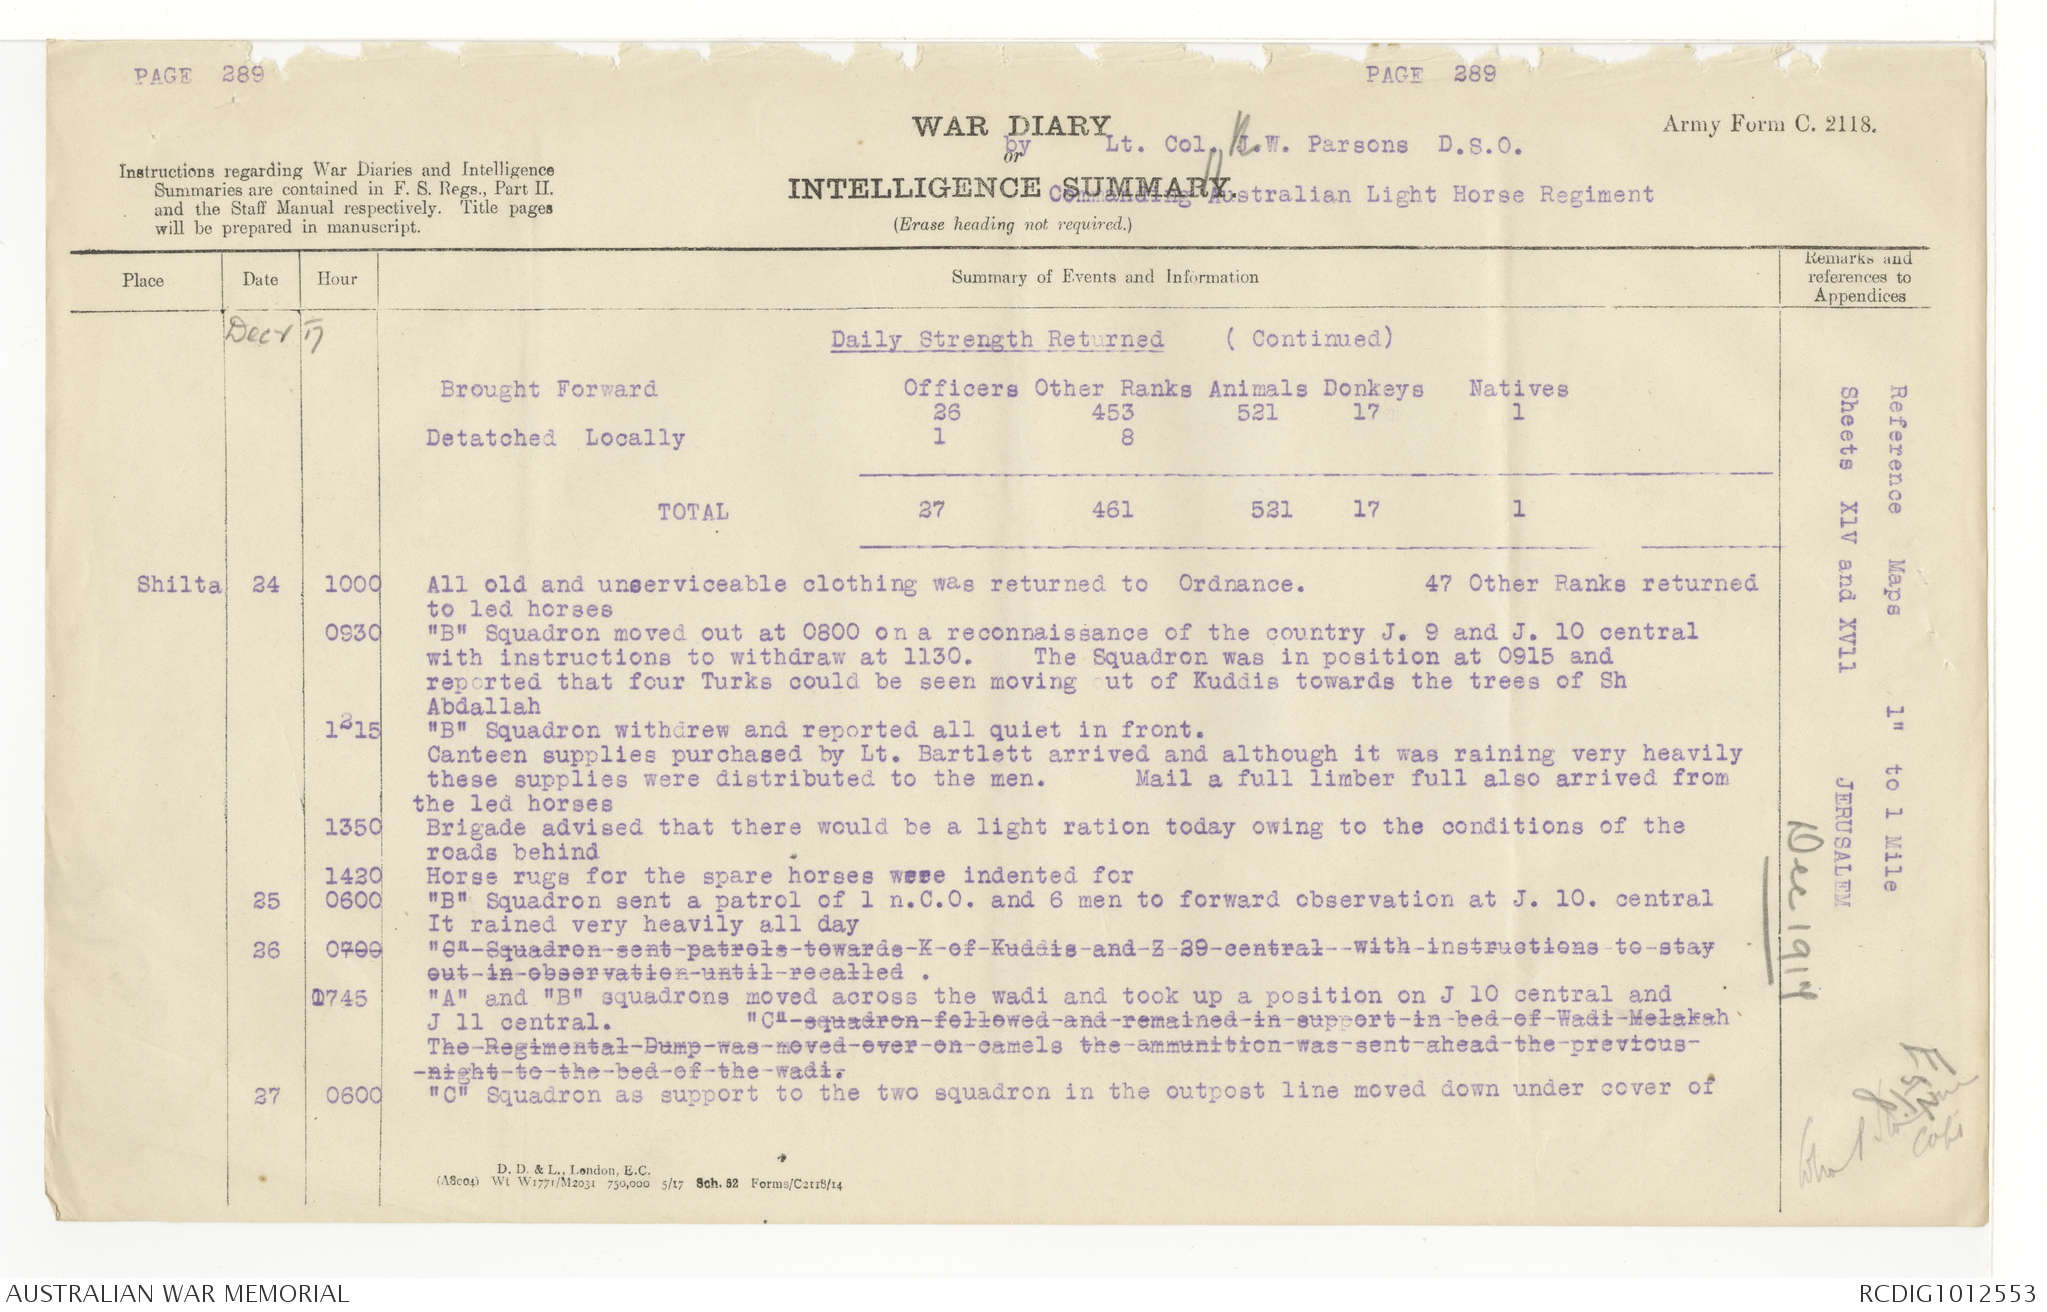 PAGE 289
PAGE 289
WAR DIARY
Army Form C. 2118.
by Lt. Col. W. Parsons D.S.O.
or
INTELLIGENCE SUMMARY.
Commanding Australian Light Horse Regiment
(Erase heading not required.)
Instructions regarding War Diaries and Intelligence
Summaries are contained in F. S. Regs., Part II.
and the Staff Manual respectively. Title pages
will be prepared in manuscript.
Place Date Hour Summary of Events and Information Remarks and
references to
Appendices
Decr 17
Daily Strength Returned ( Continued)
Brought Forward Officers Other Ranks Animals Donkeys Natives
26 453 521 17 1
Detatched Locally 1 8
TOTAL 27 461 521 17 1
Shilta 24 1000 All old and unserviceable clothing was returned to Ordnance. 47 Other Ranks returned
to led horses
0930 "B" Squadron moved out at 0800 on a reconnaissance of the country J. 9 and J. 10 central
with instructions to withdraw at 1130. The Squadron was in position at 0915 and
reported that four Turks could be seen moving out of Kuddis towards the trees of Sh
Abdallah
1215 "B" Squadron withdrew and reported all quiet in front.
Canteen supplies purchased by Lt. Bartlett arrived and although it was raining very heavily
these supplies were distributed to the men. Mail a full limber full also arrived from
the led horses
1350 Brigade advised that there would be a light ration today owing to the conditions of the
roads behind
1420 Horse rugs for the spare horses were indented for
25 0600 "B" Squadron sent a patrol of 1 n.C.O. and 6 men to forward observation at J. 10. central
It rained very heavily all day
26 0700 "C" Squadron sent patrols towards K of Kuddis and Z 29 central with instructions to stay
out in observation until recalled .
0745 "A" and "B" squadrons moved across the wadi and took up a position on J 10 central and
J 11 central. "C" squadron followed and remained in support in bed of Wadi Melakah
The Regimental Dump was moved over on camels the ammunition was sent ahead the previous
night to the bed of the wadi.
27 0600 "C" Squadron as support to the two squadron in the outpost line moved down under cover of
Reference Maps 1" to 1 Mile
Sheets XlV and XVll JERUSALEM
Dec 1917
D. D. & L., London, E.C.
(A8004) Wt W1771/M2031 750,000 5/17 Sch. 52 Forms/C2118/14
AUSTRALIAN WAR MEMORIAL
RCDIG1012553